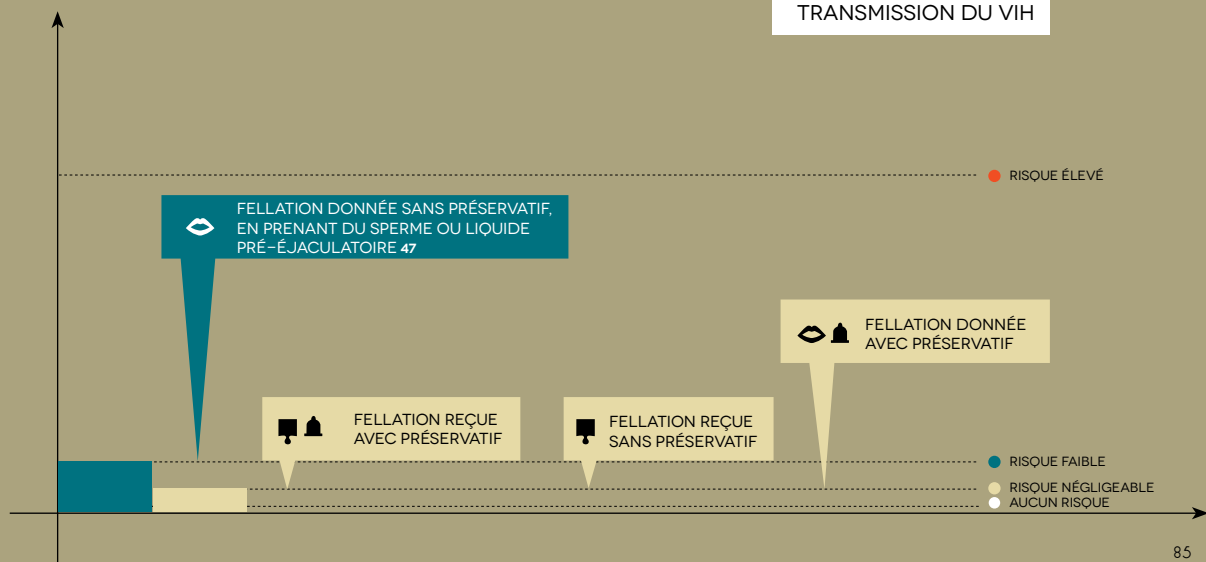 TRANSMISSION DU VIH
RISQUE ÉLEVÉ
FELLATION DONNÉE SANS PRÉSERVATIF,
EN PRENANT DU SPERME OU LIQUIDE
PRÉ-ÉJACULATOIRE 47
FELLATION DONNÉE
AVEC PRÉSERVATIF
FELLATION REÇUE
AVEC PRÉSERVATIF
FELLATION REÇUE
SANS PRÉSERVATIF
RISQUE FAIBLE
RISQUE NÉGLIGEABLE
AUCUN RISQUE
85